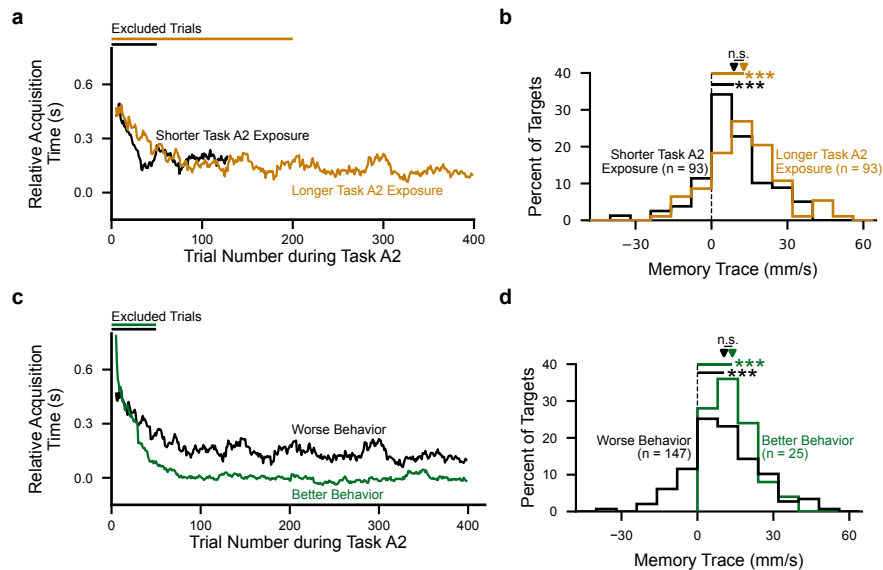 a
Excluded Trials
Relative Acquisition
Time (s)
0.6
0.3
0.0
Shorter Task A2 Exposure
Longer Task A2 Exposure
0
100
200
300
400
Trial Number during Task A2
b
n.s.
***
***
Percent of Targets
40
30
20
10
0
Shorter Task A2
Exposure (n = 93)
Longer Task A2
Exposure (n = 93)
−30
0
30
60
Memory Trace (mm/s)
c
Excluded Trials
Relative Acquisition
Time (s)
0.6
0.3
0.0
Worse Behavior
Better Behavior
0
100
200
300
400
Trial Number during Task A2
d
n.s.
***
***
Percent of Targets
40
30
20
10
0
Worse Behavior
(n = 147)
Better Behavior
(n = 25)
−30
0
30
60
Memory Trace (mm/s)